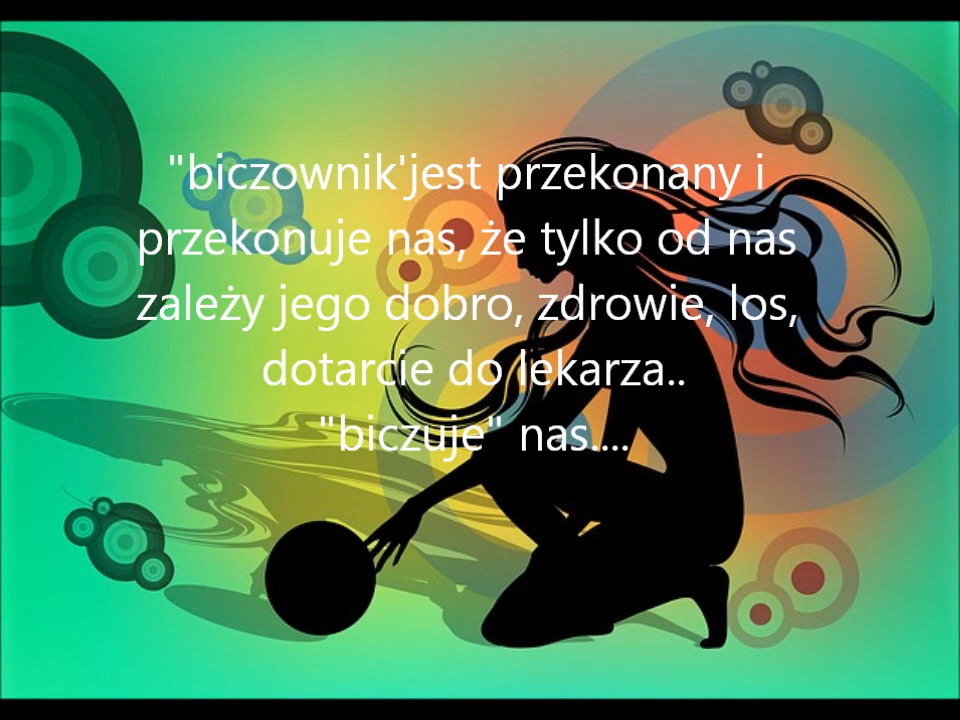 "biczownik'jest przekonany i
przekonuje nas, że tylko od nas
zależy jego dobro, zdrowie, los,
dotarcie do lekarza..
"biczuje" nas....